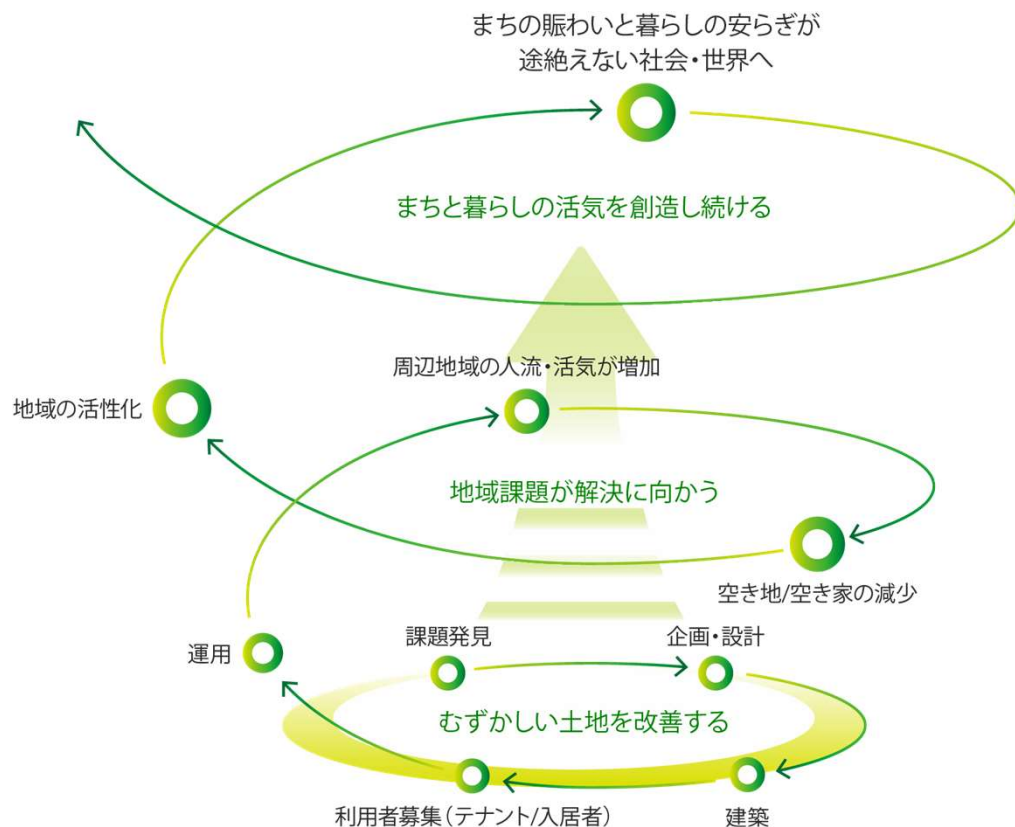 まちの賑わいと暮らしの安らぎが
途絶えない社会・世界へ
まちと暮らしの活気を創造し続ける
周辺地域の人流・活気が増加
地域の活性化
地域課題が解決に向かう
空き地/空き家の減少
課題発見
企画・設計
運用
むずかしい土地を改善する
利用者募集（テナント/入居者）
建築